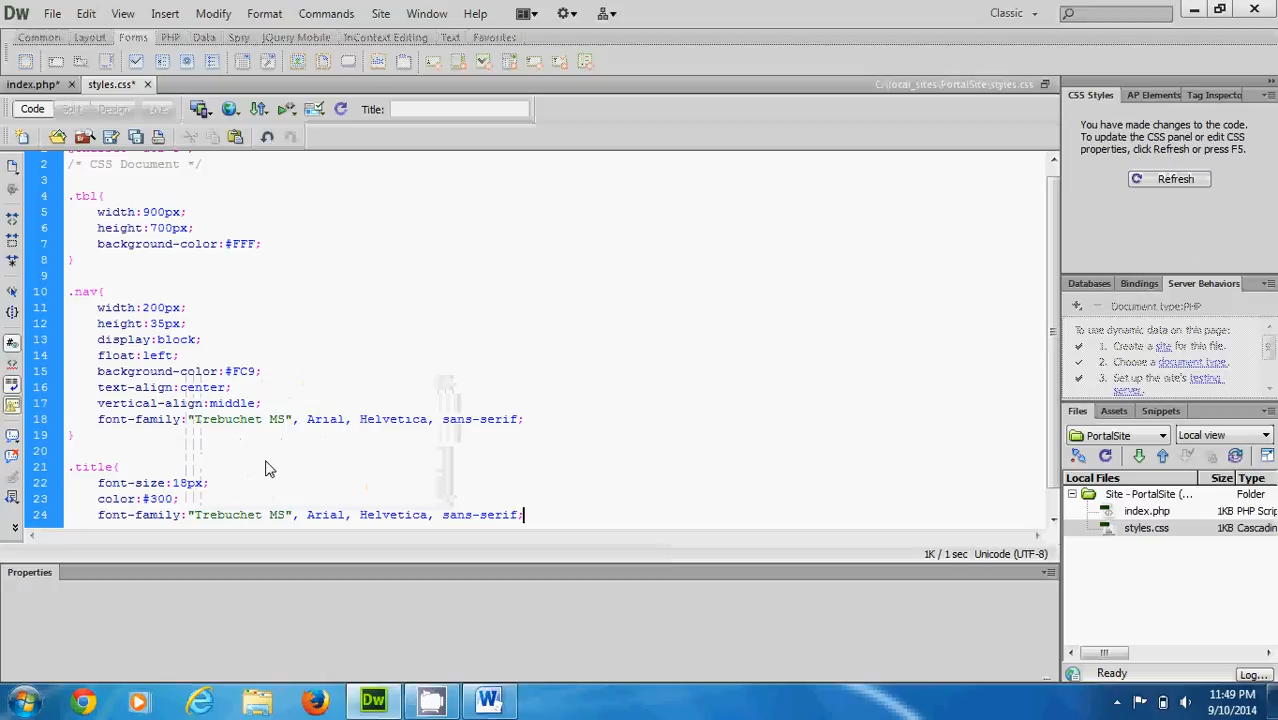 Dw File Edit View Insert Modify Format Commands Site Window Help Classic
Common Layout Forms PHP Data Spry jQuery Mobile InContext Editing Text Favorites
index.php* styles.css* C:\local_sites\PortalSite\styles.css
Code Split Design Live Title:
2 /* CSS Document */
3
4 .tbl{
5 width:900px;
6 height:700px;
7 background-color:#FFF;
8 }
9
10 .nav{
11 width:200px;
12 height:35px;
13 display:block;
14 float:left;
15 background-color:#FC9;
16 text-align:center;
17 vertical-align:middle;
18 font-family:"Trebuchet MS", Arial, Helvetica, sans-serif;
19 }
20
21 .title{
22 font-size:18px;
23 color:#300;
24 font-family:"Trebuchet MS", Arial, Helvetica, sans-serif;
1K / 1 sec Unicode (UTF-8)
Properties
CSS Styles AP Elements Tag Inspecto
You have made changes to the code.
To update the CSS panel or edit CSS
properties, click Refresh or press F5.
Refresh
Databases Bindings Server Behaviors
Document type:PHP
To use dynamic data on this page:
1. Create a site for this file.
2. Choose a document type.
3. Set up the site's testing
server.
Files Assets Snippets
PortalSite Local view
Local Files Size Type
Site - PortalSite (... Folder
index.php 1KB PHP Scrip
styles.css 1KB Cascadin
Ready Log...
Dw W
11:49 PM
9/10/2014